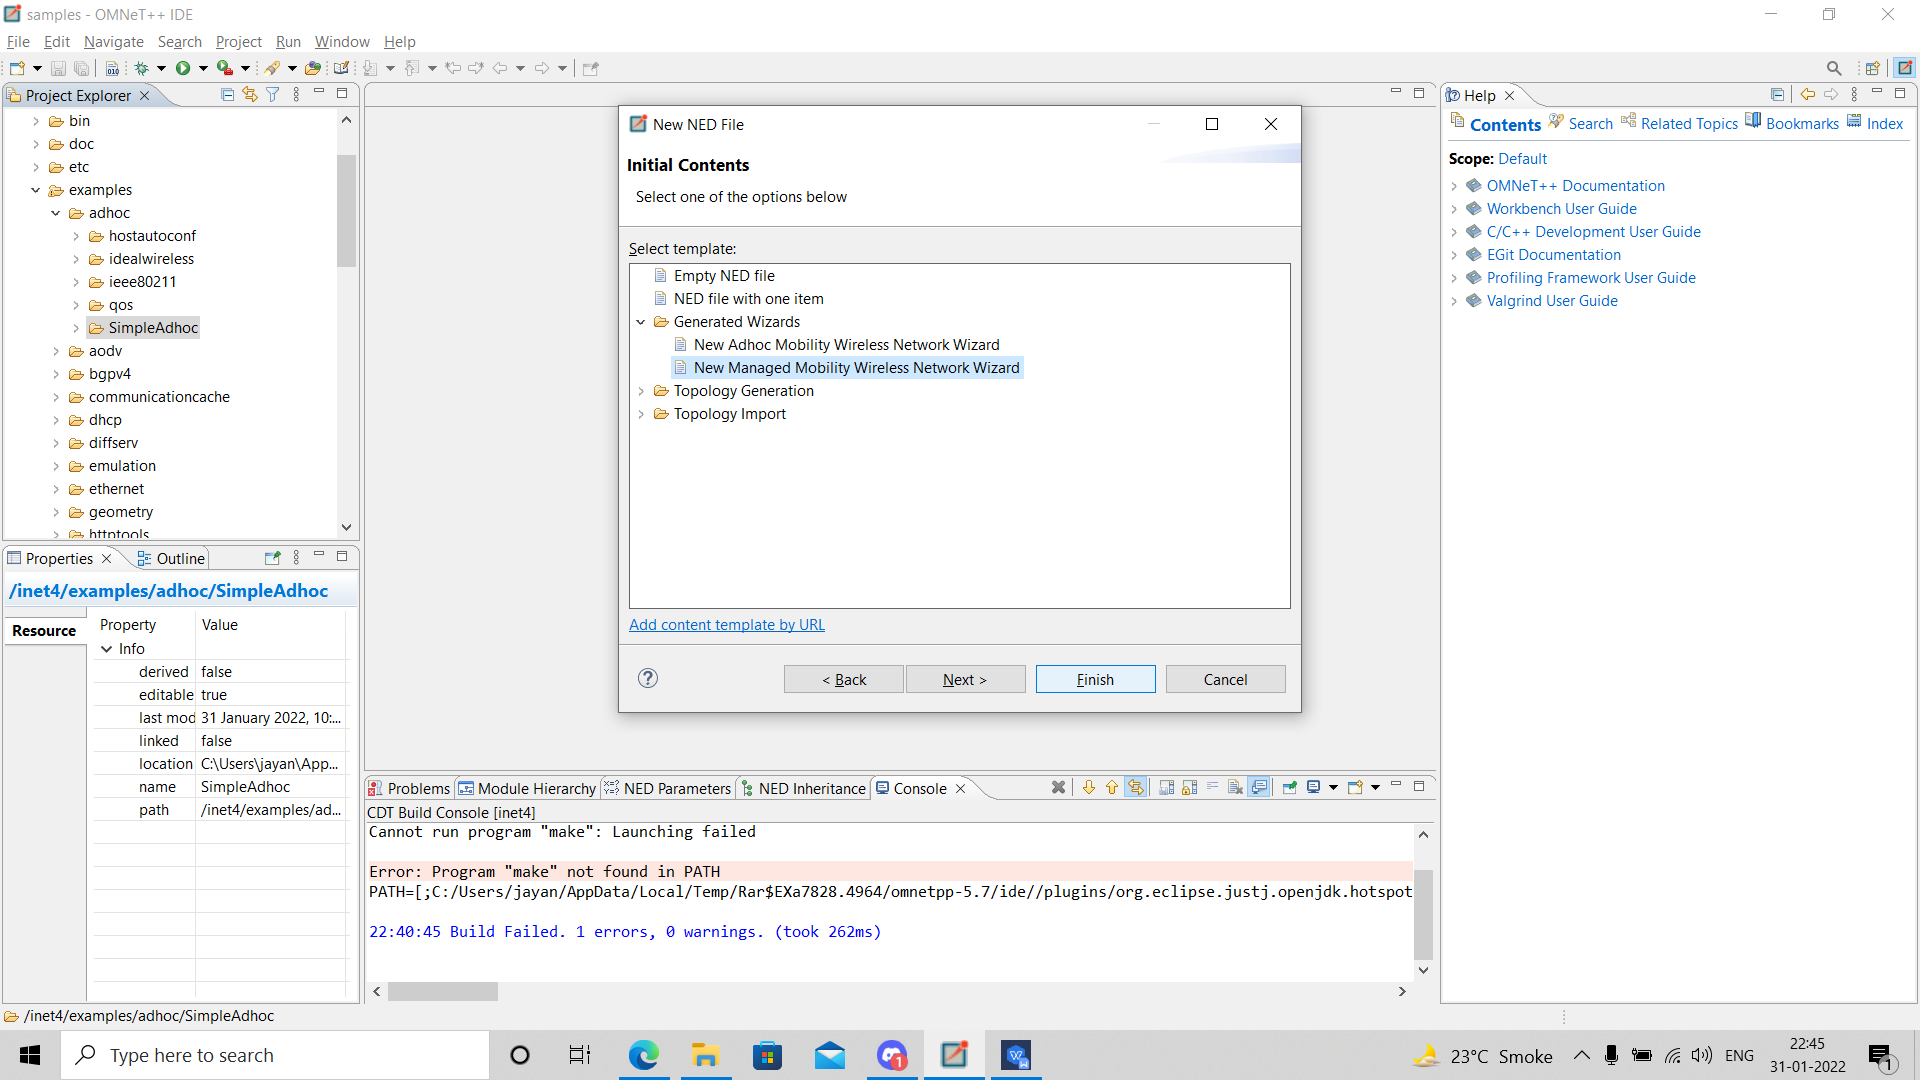 samples - OMNeT++ IDE
File Edit Navigate Search Project Run Window Help
Project Explorer
bin
doc
etc
examples
adhoc
hostautoconf
idealwireless
ieee80211
qos
SimpleAdhoc
aodv
bgpv4
communicationcache
dhcp
diffserv
emulation
ethernet
geometry
httptools
Properties Outline
/inet4/examples/adhoc/SimpleAdhoc
Resource
Property Value
Info
derived false
editable true
last mod 31 January 2022, 10:...
linked false
location C:\Users\jayan\App...
name SimpleAdhoc
path /inet4/examples/ad...
New NED File
Initial Contents
Select one of the options below
Select template:
Empty NED file
NED file with one item
Generated Wizards
New Adhoc Mobility Wireless Network Wizard
New Managed Mobility Wireless Network Wizard
Topology Generation
Topology Import
Add content template by URL
< Back Next > Finish Cancel
Problems Module Hierarchy NED Parameters NED Inheritance Console
CDT Build Console [inet4]
Cannot run program "make": Launching failed
Error: Program "make" not found in PATH
PATH=[;C:/Users/jayan/AppData/Local/Temp/Rar$EXa7828.4964/omnetpp-5.7/ide//plugins/org.eclipse.justj.openjdk.hotspot
22:40:45 Build Failed. 1 errors, 0 warnings. (took 262ms)
Help
Contents Search Related Topics Bookmarks Index
Scope: Default
OMNeT++ Documentation
Workbench User Guide
C/C++ Development User Guide
EGit Documentation
Profiling Framework User Guide
Valgrind User Guide
/inet4/examples/adhoc/SimpleAdhoc
Type here to search
1
23°C Smoke
ENG
22:45
31-01-2022
1